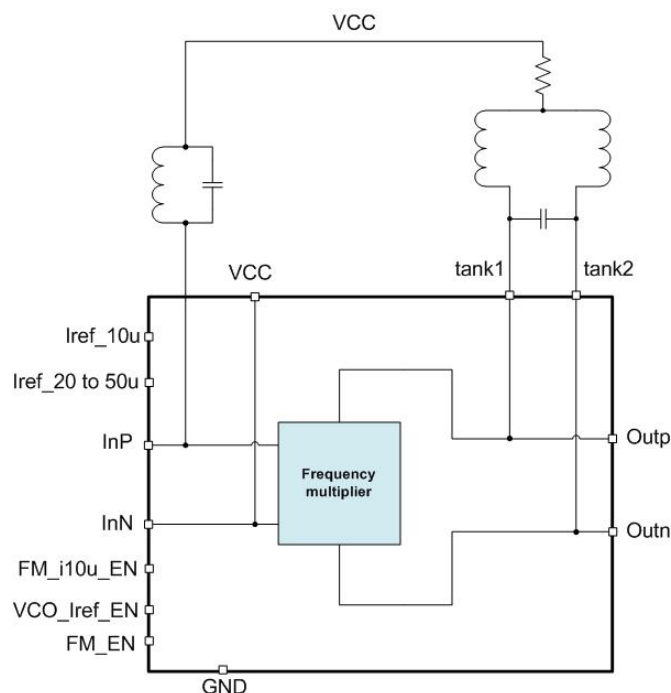 VCC
VCC
tank1
tank2
Iref_10u
Iref_20 to 50u
InP
Outp
Frequency
multiplier
InN
Outn
FM_i10u_EN
VCO_Iref_EN
FM_EN
GND